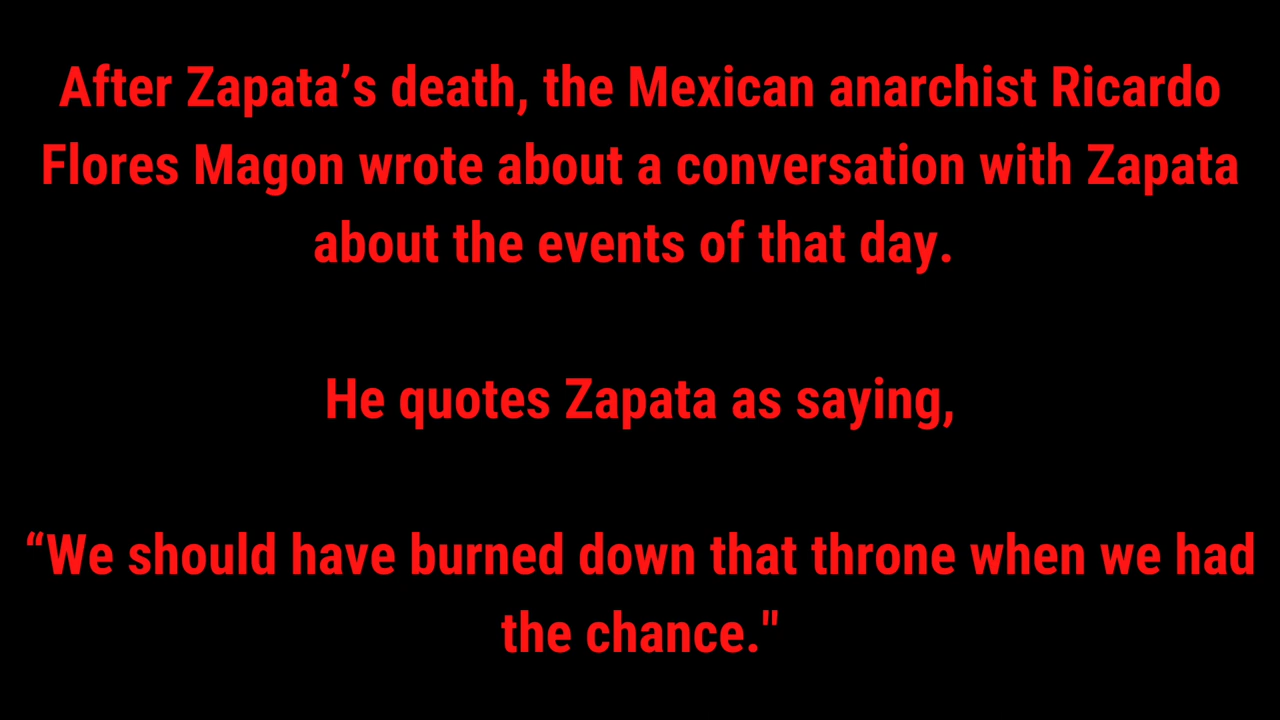 After Zapata’s death, the Mexican anarchist Ricardo
Flores Magon wrote about a conversation with Zapata
about the events of that day.
He quotes Zapata as saying,
“We should have burned down that throne when we had
the chance."